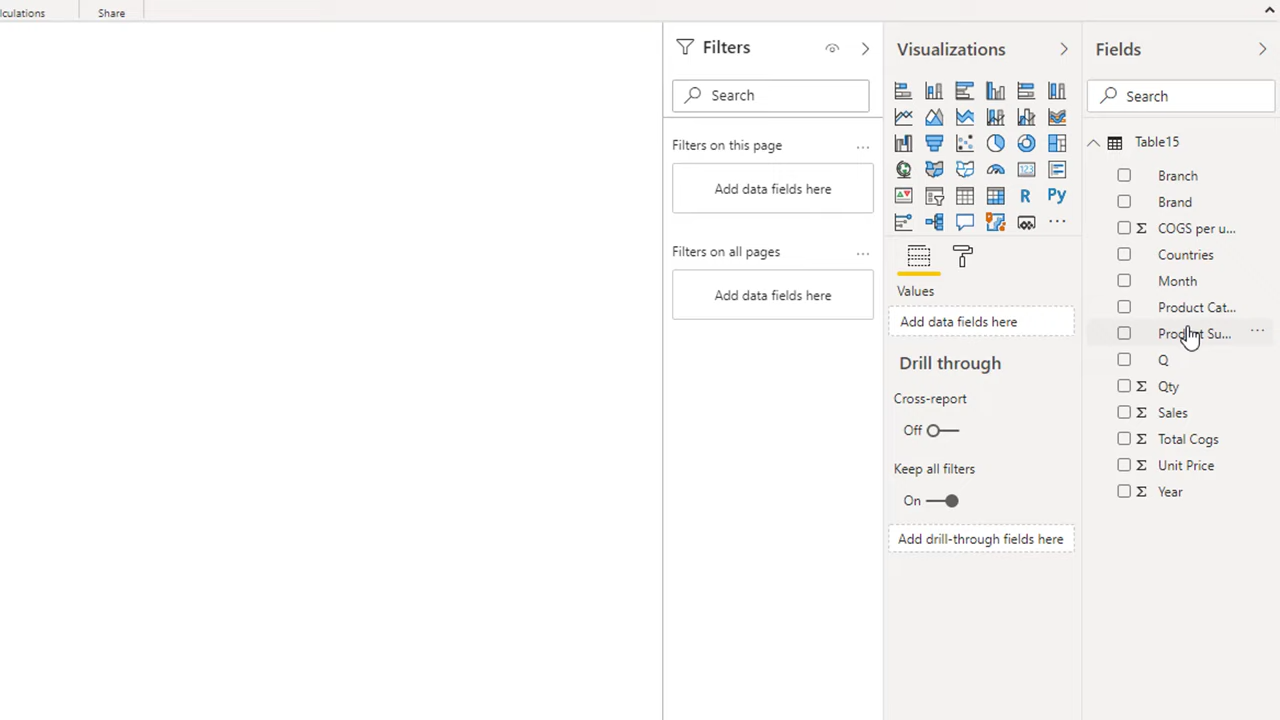 lculations
Share
Filters
Search
Filters on this page
...
Add data fields here
Filters on all pages
...
Add data fields here
Visualizations
123
R
Py
...
Values
Add data fields here
Drill through
Cross-report
Off
Keep all filters
On
Add drill-through fields here
Fields
Search
Table15
Branch
Brand
Σ COGS per u...
Countries
Month
Product Cat...
Product Su... ...
Q
Σ Qty
Σ Sales
Σ Total Cogs
Σ Unit Price
Σ Year